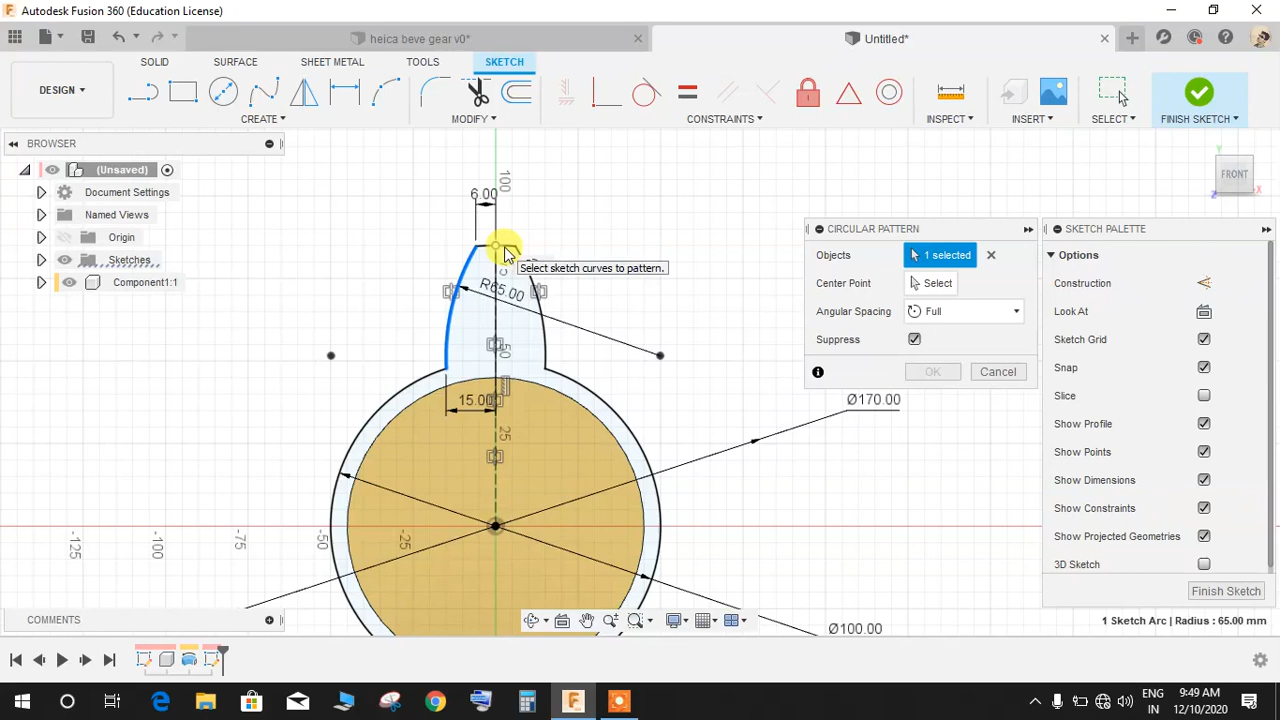 Autodesk Fusion 360 (Education License)
heica beve gear v0*
Untitled*
SOLID
SURFACE
SHEET METAL
TOOLS
SKETCH
DESIGN
CREATE
MODIFY
CONSTRAINTS
INSPECT
INSERT
SELECT
FINISH SKETCH
BROWSER
(Unsaved)
Document Settings
Named Views
Origin
Sketches
Component1:1
FRONT
Y
X
Z
100
6.00
R65.00
50
15.00
25
Ø170.00
Ø100.00
-125
-100
-75
-50
-25
Select sketch curves to pattern.
CIRCULAR PATTERN
Objects
1 selected
Center Point
Select
Angular Spacing
Full
Suppress
OK
Cancel
SKETCH PALETTE
Options
Construction
Look At
Sketch Grid
Snap
Slice
Show Profile
Show Points
Show Dimensions
Show Constraints
Show Projected Geometries
3D Sketch
Finish Sketch
COMMENTS
1 Sketch Arc | Radius : 65.00 mm
ENG
IN
9:49 AM
12/10/2020